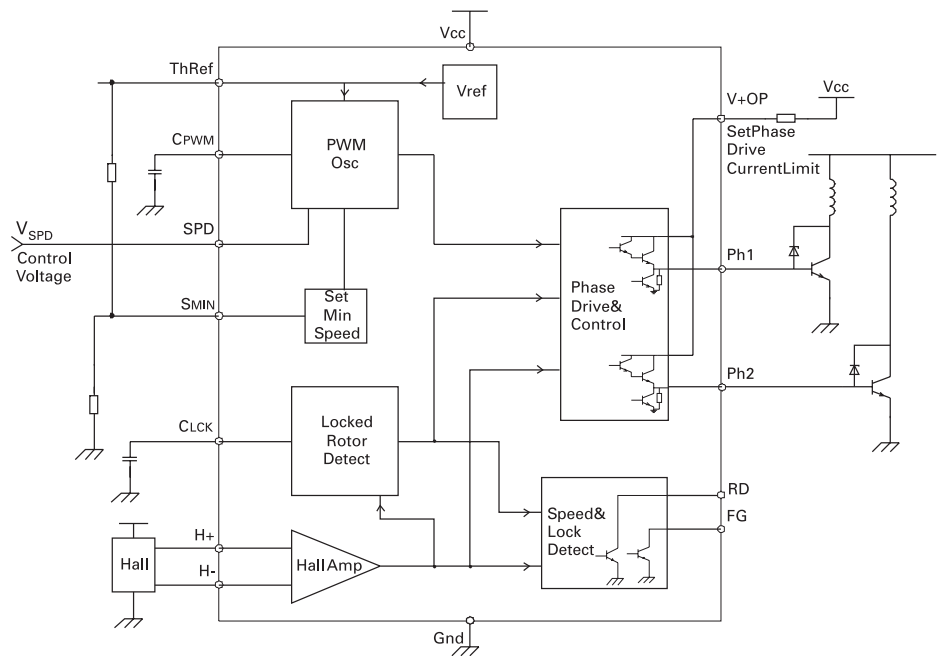 Vcc
ThRef
Vref
V+OP
Vcc
SetPhase
Drive
CurrentLimit
CPWM
PWM
Osc
VSPD
SPD
Control
Voltage
SMIN
Set
Min
Speed
Phase
Drive&
Control
Ph1
Ph2
CLCK
Locked
Rotor
Detect
Speed&
Lock
Detect
RD
FG
H+
Hall
H-
Hall Amp
Gnd